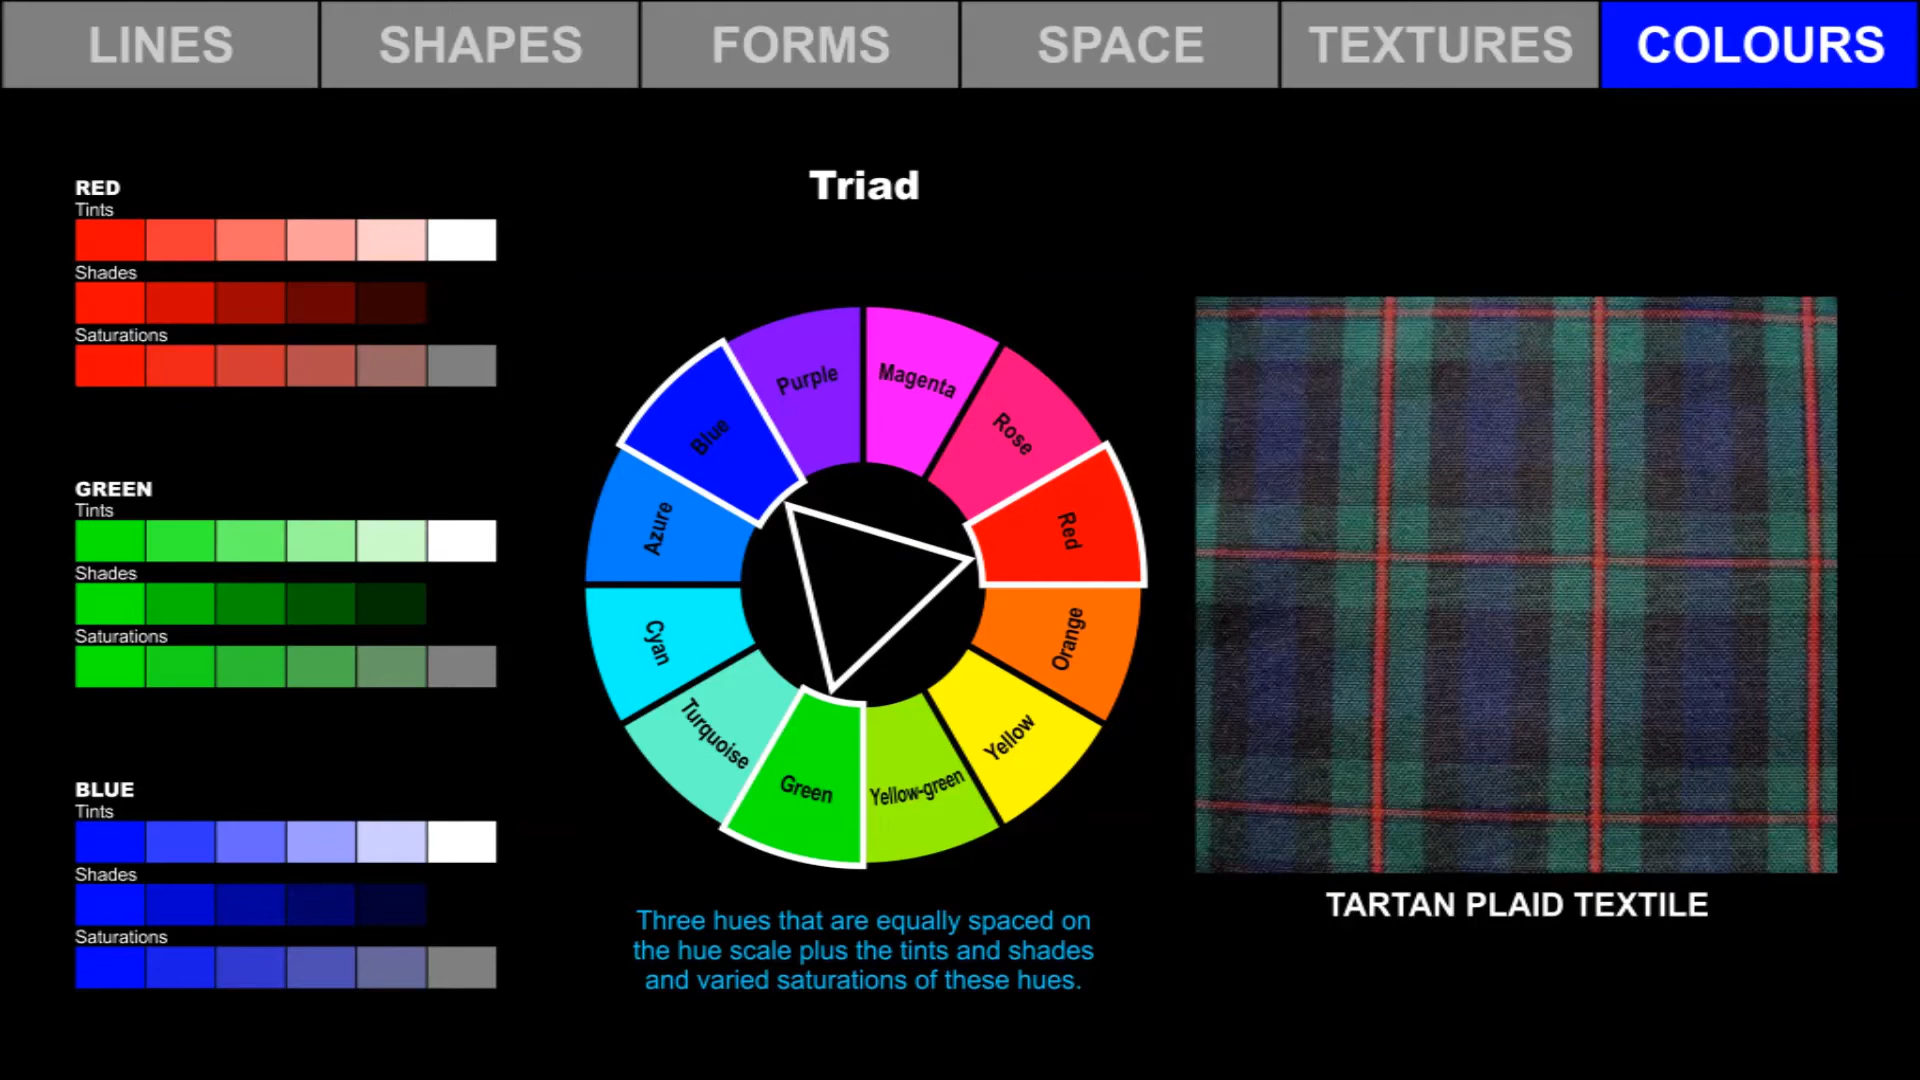 LINES
SHAPES
FORMS
SPACE
TEXTURES
COLOURS
RED
Tints
Shades
Saturations
GREEN
Tints
Shades
Saturations
BLUE
Tints
Shades
Saturations
Triad
Purple
Magenta
Rose
Red
Orange
Yellow
Yellow-green
Green
Turquoise
Cyan
Azure
Blue
Three hues that are equally spaced on
the hue scale plus the tints and shades
and varied saturations of these hues.
TARTAN PLAID TEXTILE